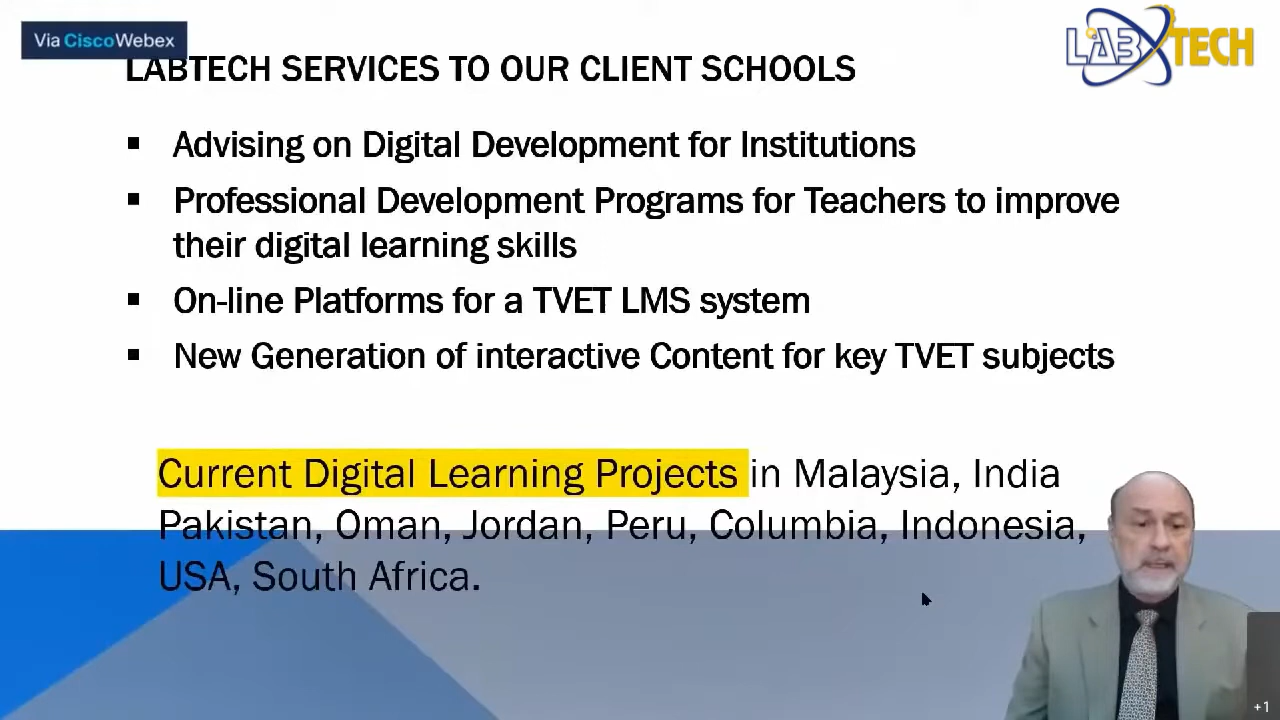 Via CiscoWebex
LABTECH SERVICES TO OUR CLIENT SCHOOLS
LABXTECH
▪ Advising on Digital Development for Institutions
▪ Professional Development Programs for Teachers to improve
their digital learning skills
▪ On-line Platforms for a TVET LMS system
▪ New Generation of interactive Content for key TVET subjects
Current Digital Learning Projects in Malaysia, India
Pakistan, Oman, Jordan, Peru, Columbia, Indonesia,
USA, South Africa.
+1